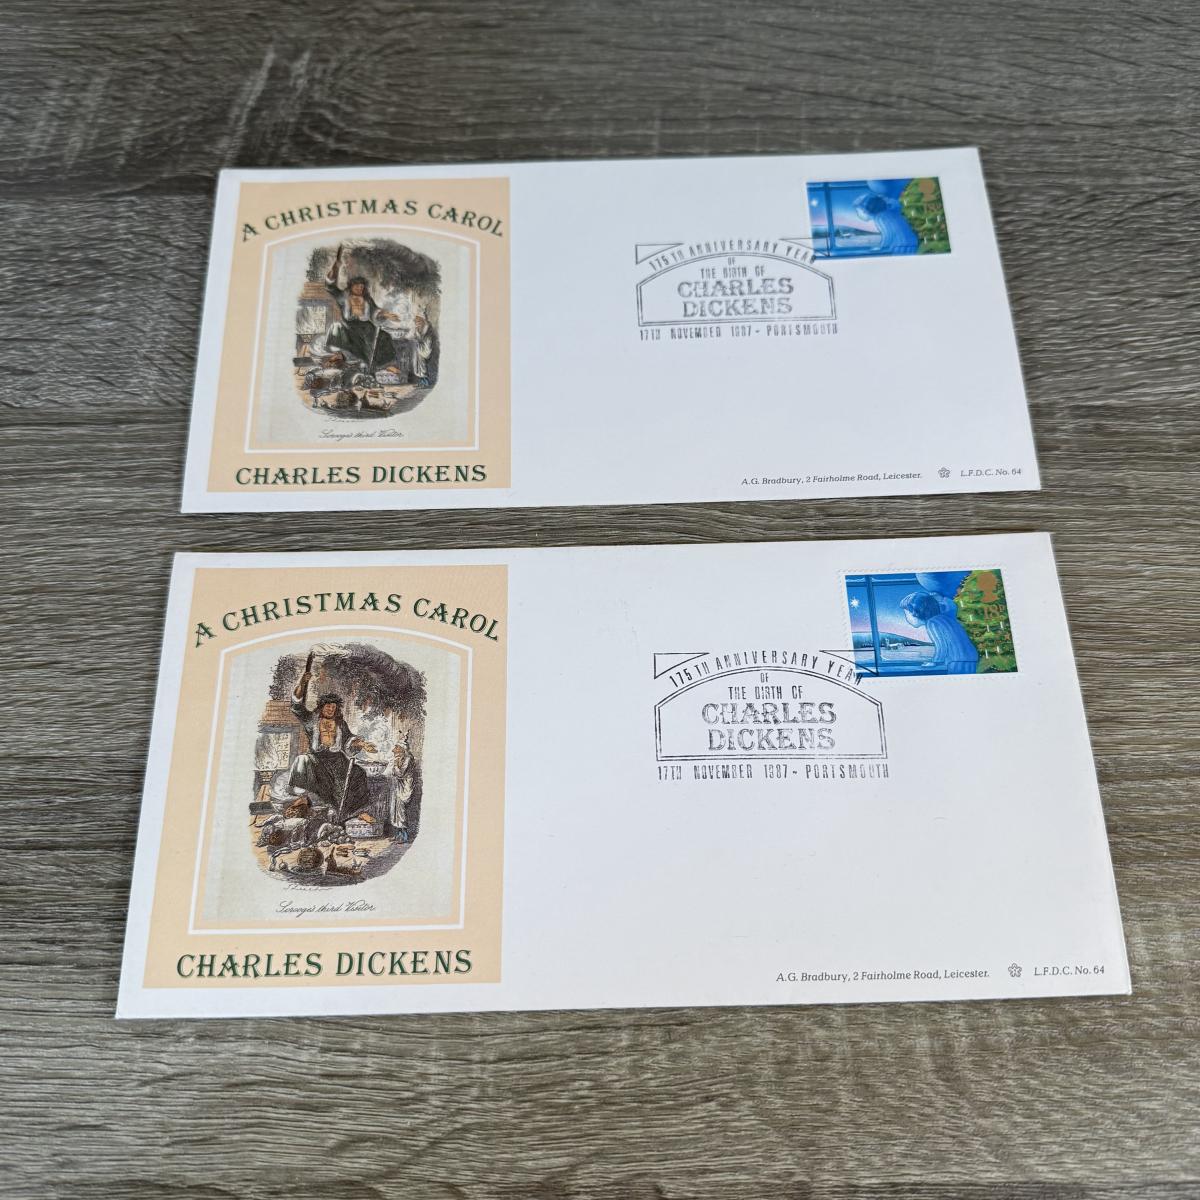 A CHRISTMAS CAROL
Scrooge's third Visitor
CHARLES DICKENS
18P
175TH ANNIVERSARY YEAR
OF
THE BIRTH OF
CHARLES
DICKENS
17TH NOVEMBER 1987 - PORTSMOUTH
A.G. Bradbury, 2 Fairholme Road, Leicester. L.F.D.C. No. 64
A CHRISTMAS CAROL
Scrooge's third Visitor
CHARLES DICKENS
18P
175TH ANNIVERSARY YEAR
OF
THE BIRTH OF
CHARLES
DICKENS
17TH NOVEMBER 1987 - PORTSMOUTH
A.G. Bradbury, 2 Fairholme Road, Leicester. L.F.D.C. No. 64